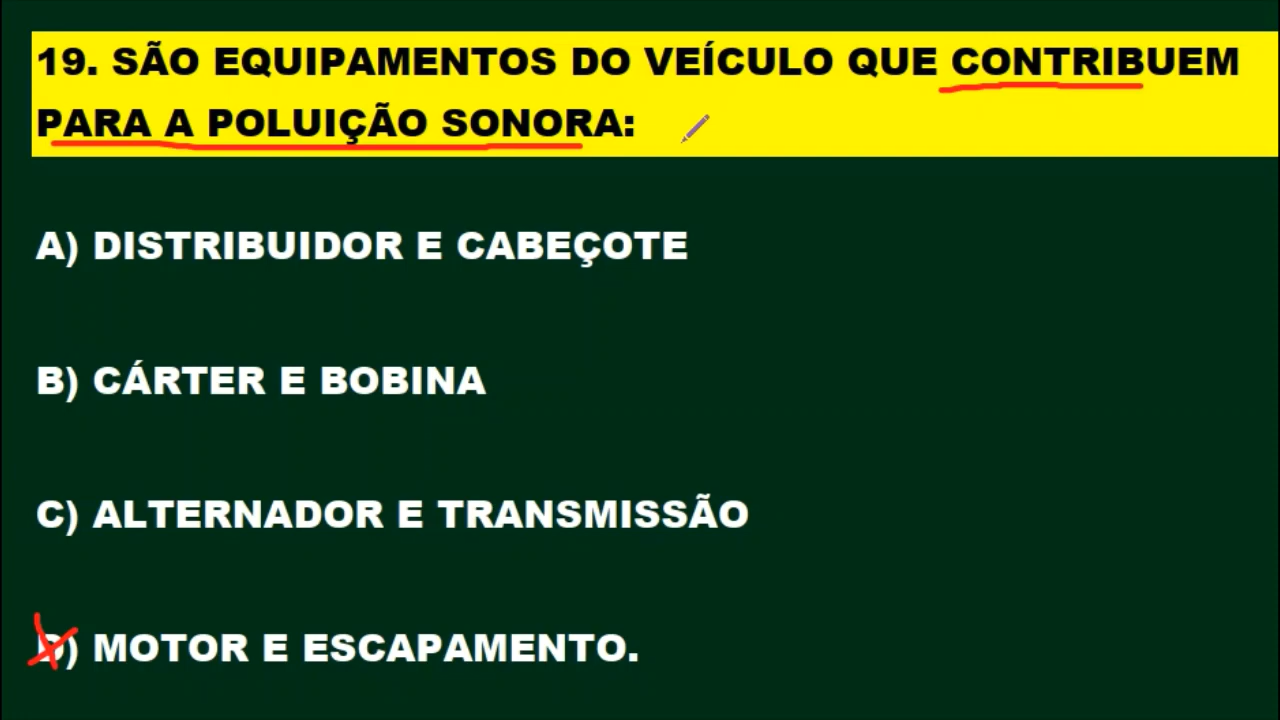 19. SÃO EQUIPAMENTOS DO VEÍCULO QUE CONTRIBUEM
PARA A POLUIÇÃO SONORA:
A) DISTRIBUIDOR E CABEÇOTE
B) CÁRTER E BOBINA
C) ALTERNADOR E TRANSMISSÃO
D) MOTOR E ESCAPAMENTO.